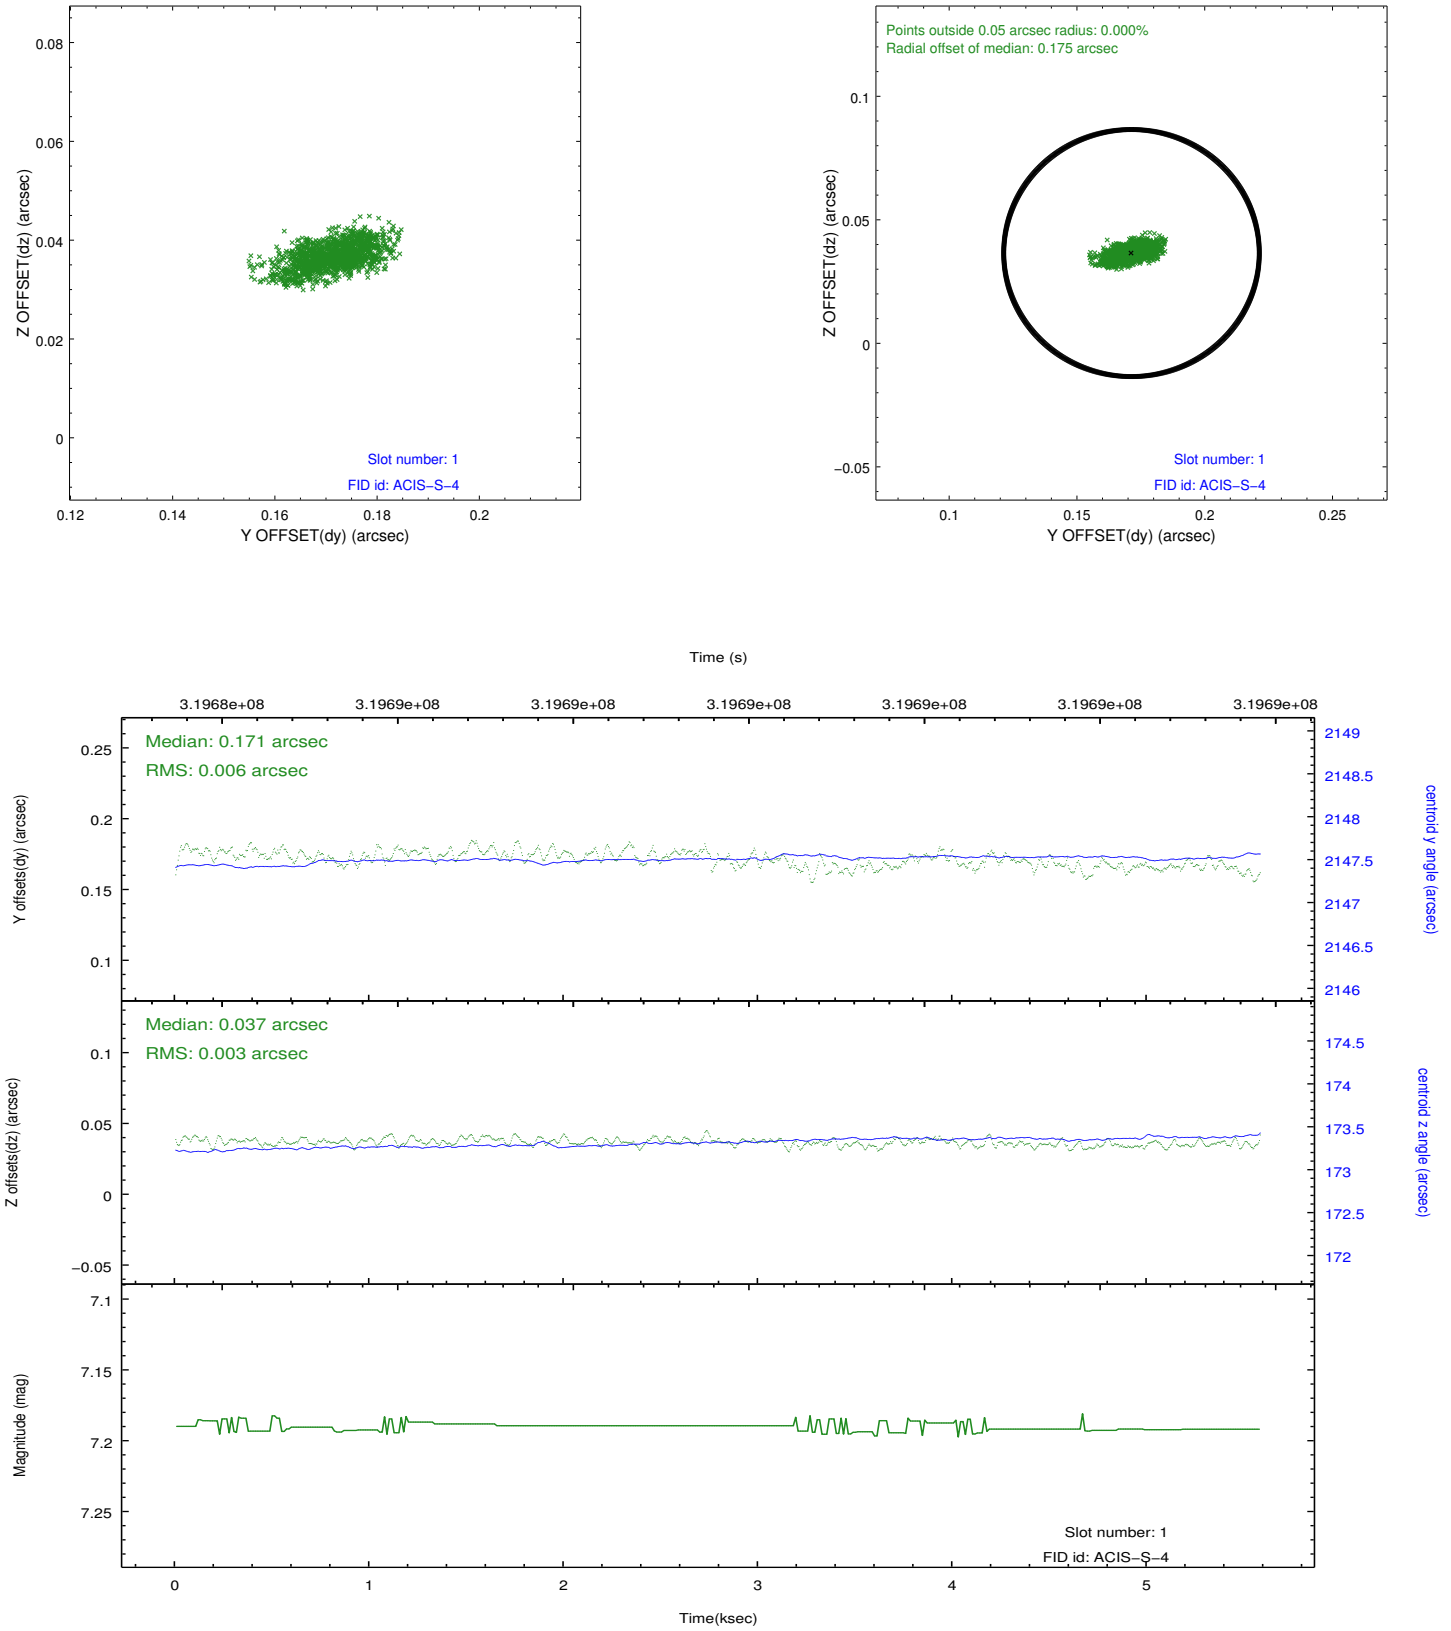 0.08
0.06
0.04
0.02
0
Z OFFSET(dz) (arcsec)
Slot number: 1
FID id: ACIS−S−4
0.12 0.14 0.16 0.18 0.2
Y OFFSET(dy) (arcsec)
Points outside 0.05 arcsec radius: 0.000%
Radial offset of median: 0.175 arcsec
0.1
0.05
0
−0.05
Z OFFSET(dz) (arcsec)
Slot number: 1
FID id: ACIS−S−4
0.1 0.15 0.2 0.25
Y OFFSET(dy) (arcsec)
Time (s)
3.1968e+08 3.1969e+08 3.1969e+08 3.1969e+08 3.1969e+08 3.1969e+08 3.1969e+08
Median: 0.171 arcsec
RMS: 0.006 arcsec
0.25
0.2
0.15
0.1
Y offsets(dy) (arcsec)
2149
2148.5
2148
2147.5
2147
2146.5
2146
centroid y angle (arcsec)
Median: 0.037 arcsec
RMS: 0.003 arcsec
0.1
0.05
0
−0.05
Z offsets(dz) (arcsec)
174.5
174
173.5
173
172.5
172
centroid z angle (arcsec)
7.1
7.15
7.2
7.25
Magnitude (mag)
Slot number: 1
FID id: ACIS−S−4
0 1 2 3 4 5
Time(ksec)